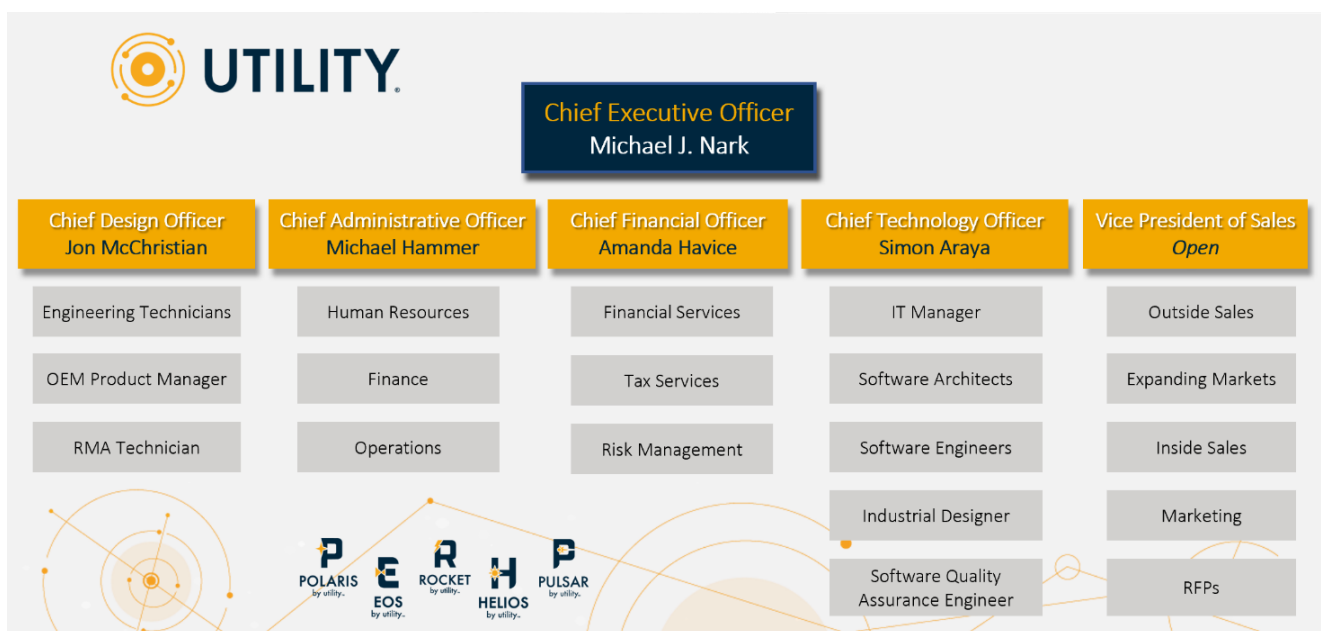 UTILITY®
Chief Executive Officer
Michael J. Nark
Chief Design Officer
Jon McChristian
Engineering Technicians
OEM Product Manager
RMA Technician
Chief Administrative Officer
Michael Hammer
Human Resources
Finance
Operations
Chief Financial Officer
Amanda Havice
Financial Services
Tax Services
Risk Management
Chief Technology Officer
Simon Araya
IT Manager
Software Architects
Software Engineers
Industrial Designer
Software Quality
Assurance Engineer
Vice President of Sales
Open
Outside Sales
Expanding Markets
Inside Sales
Marketing
RFPs
P
POLARIS
by utility.
E
EOS
by utility.
R
ROCKET
by utility.
H
HELIOS
by utility.
P
PULSAR
by utility.